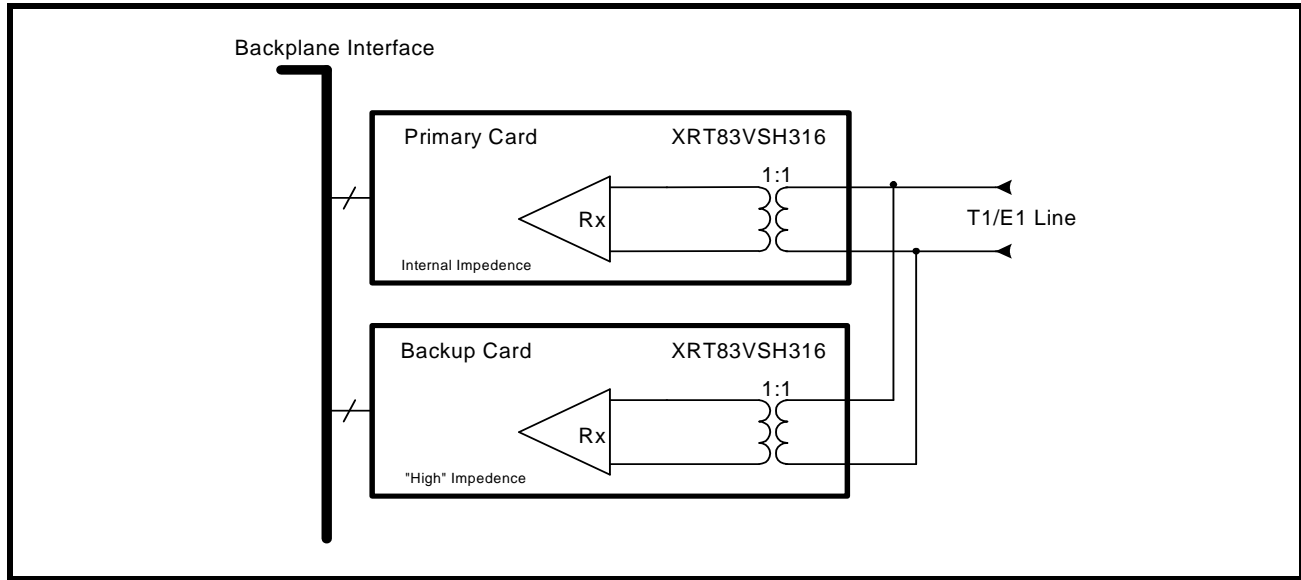 Backplane Interface
Primary Card XRT83VSH316
1:1
Rx
T1/E1 Line
Internal Impedence
Backup Card XRT83VSH316
1:1
Rx
"High" Impedence